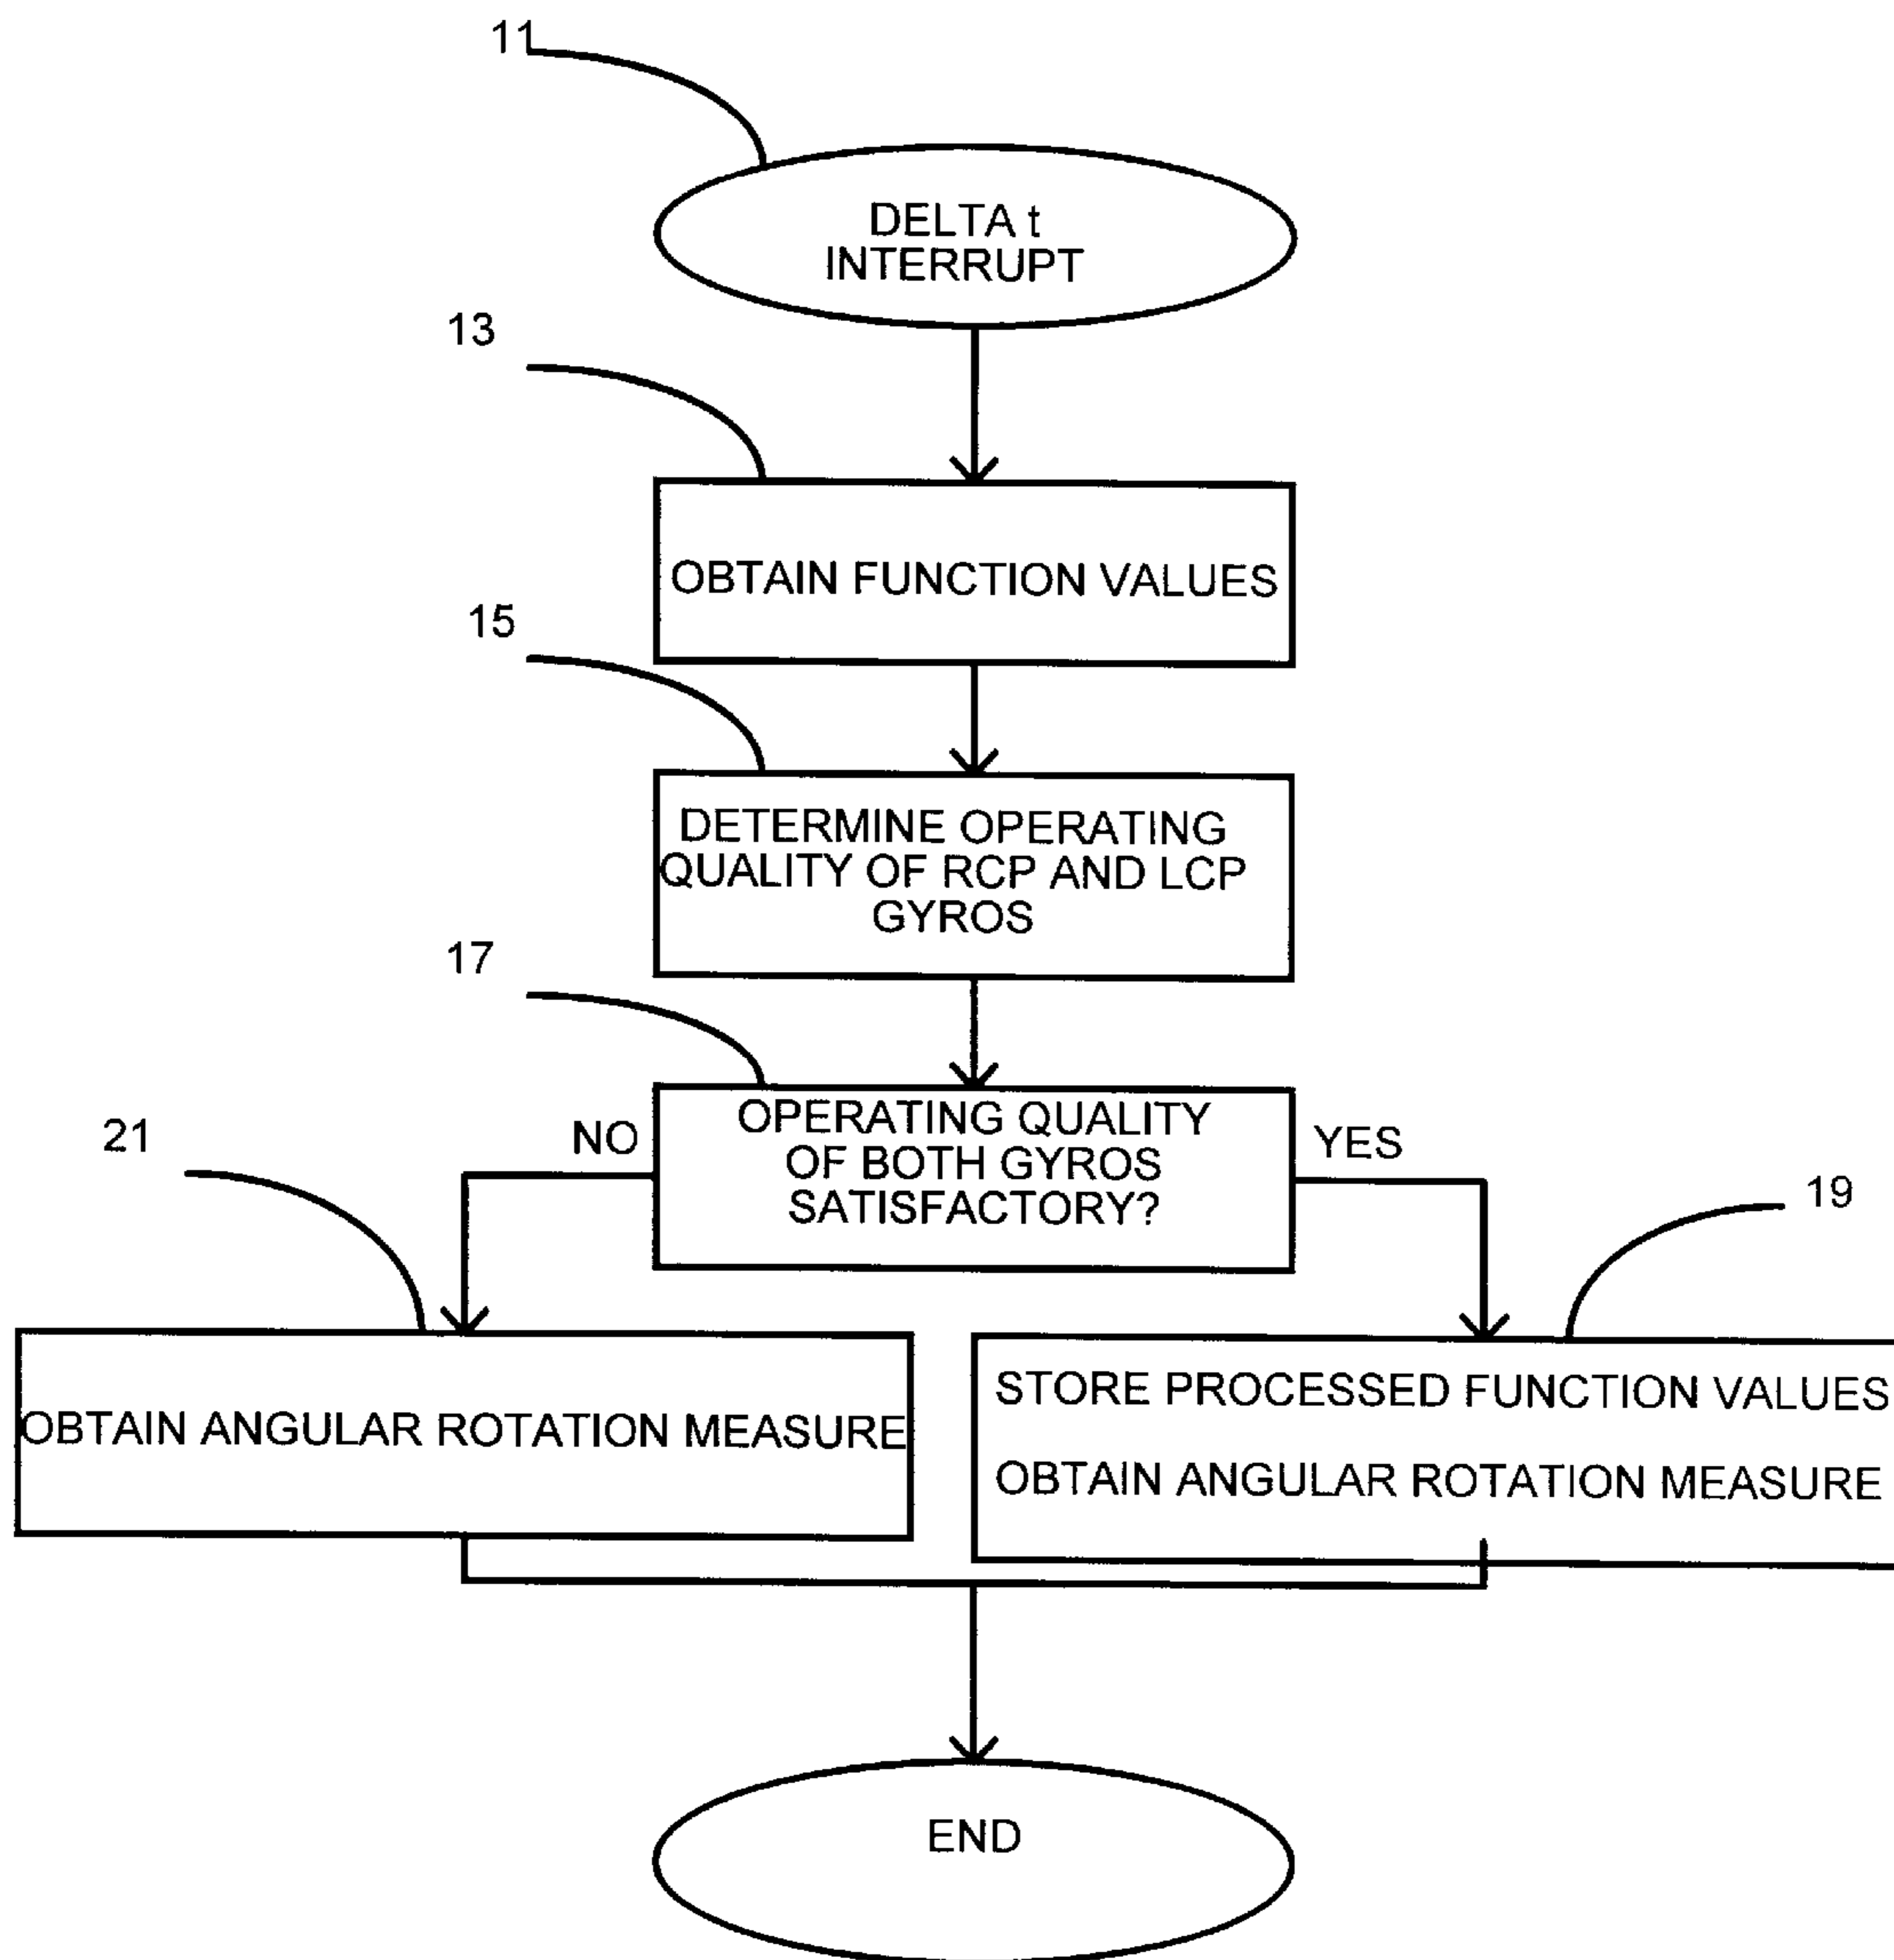 11
DELTA t
INTERRUPT
13
OBTAIN FUNCTION VALUES
15
DETERMINE OPERATING
QUALITY OF RCP AND LCP
GYROS
17
OPERATING QUALITY
OF BOTH GYROS
SATISFACTORY?
NO
YES
21
19
OBTAIN ANGULAR ROTATION MEASURE
STORE PROCESSED FUNCTION VALUES
OBTAIN ANGULAR ROTATION MEASURE
END